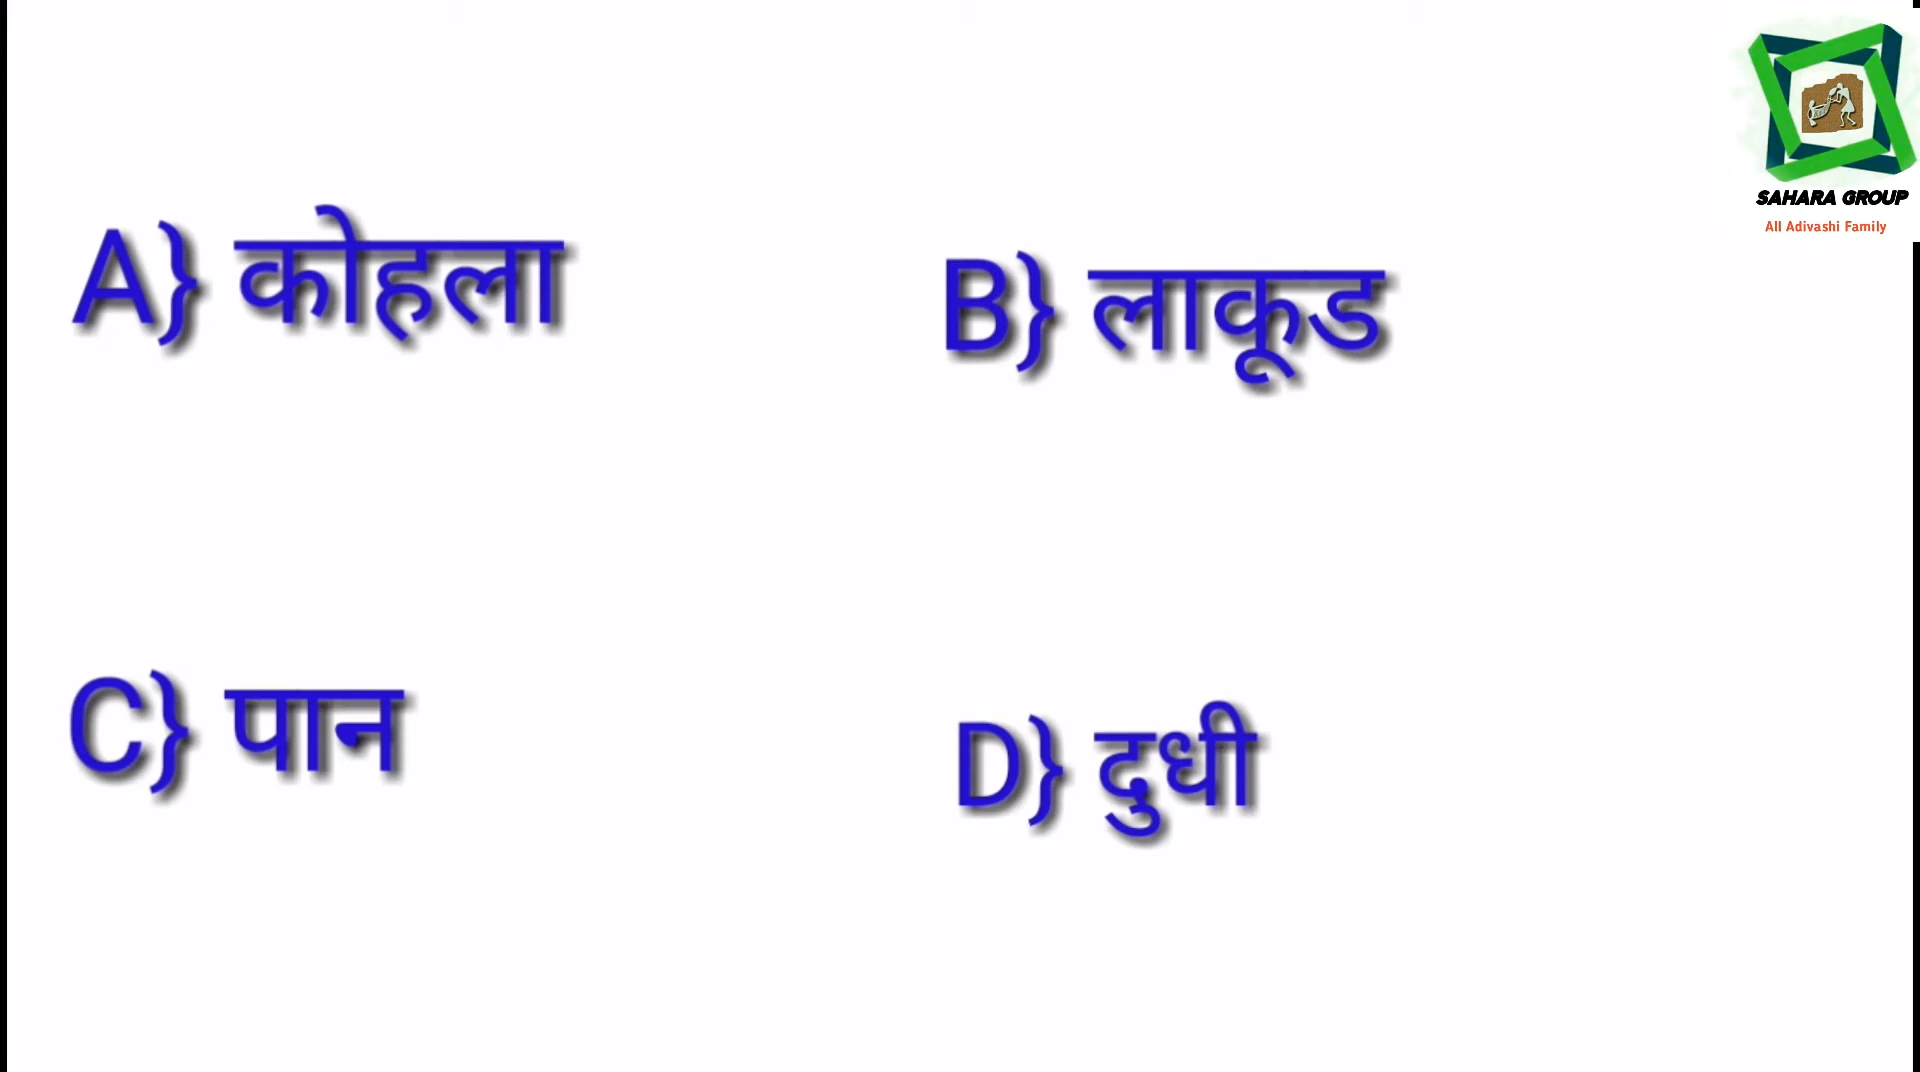 SAHARA GROUP
All Adivashi Family
A} कोहला
B} लाकूड
C} पान
D} दुधी